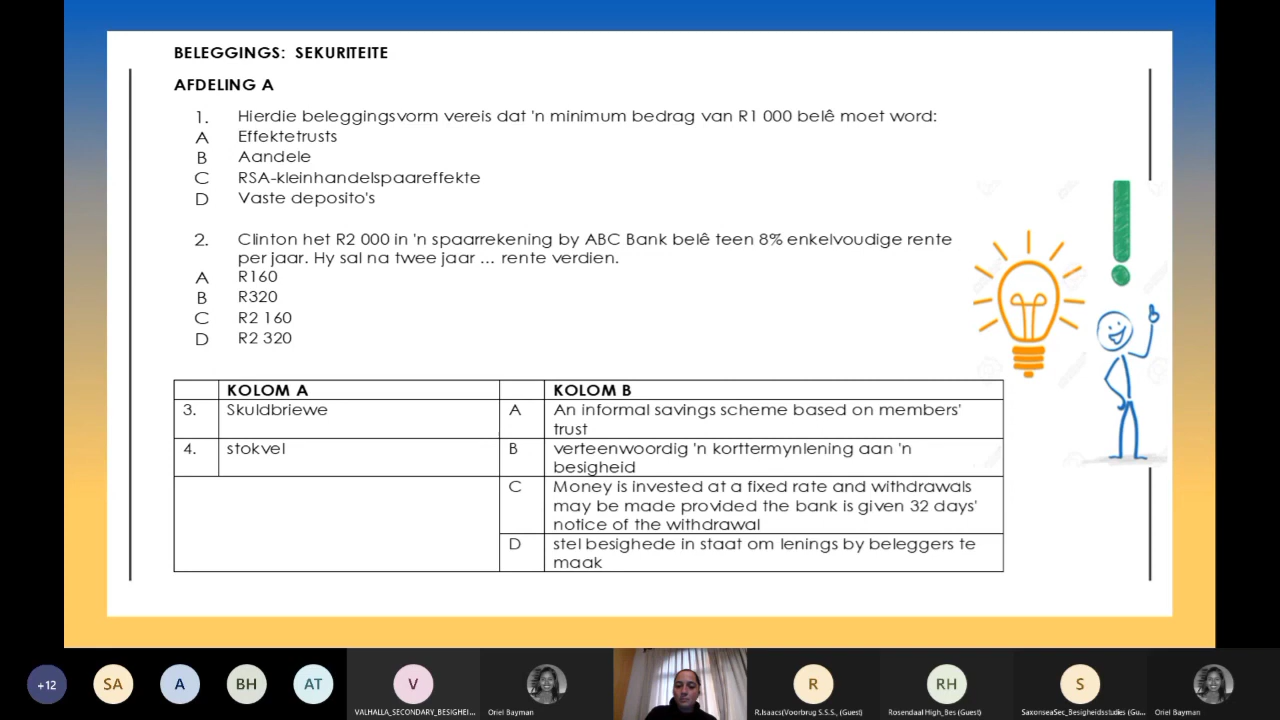 BELEGGINGS: SEKURITEITE
AFDELING A
1. Hierdie beleggingsvorm vereis dat 'n minimum bedrag van R1 000 belê moet word:
A Effektetrusts
B Aandele
C RSA-kleinhandelspaareffekte
D Vaste deposito's
2. Clinton het R2 000 in 'n spaarrekening by ABC Bank belê teen 8% enkelvoudige rente
per jaar. Hy sal na twee jaar ... rente verdien.
A R160
B R320
C R2 160
D R2 320
KOLOM A KOLOM B
3. Skuldbriewe A An informal savings scheme based on members'
trust
4. stokvel B verteenwoordig 'n korttermynlening aan 'n
besigheid
C Money is invested at a fixed rate and withdrawals
may be made provided the bank is given 32 days'
notice of the withdrawal
D stel besighede in staat om lenings by beleggers te
maak
+12 SA A BH AT V R RH S
VALHALLA_SECONDARY_BESIGHEI... Oriel Bayman R.Isaacs(Voorbrug S.S.S., (Guest) Rosendaal High_Bes (Guest) SaxonseaSec_Besigheidsstudies (Gu... Oriel Bayman